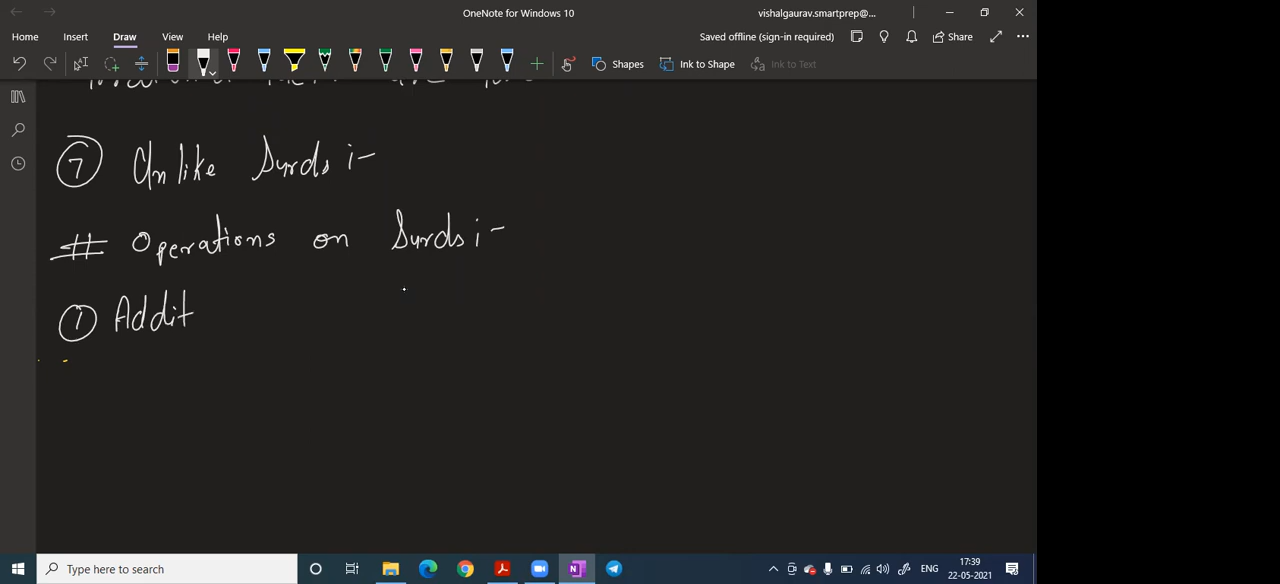 OneNote for Windows 10
vishalgaurav.smartprep@...
Home Insert Draw View Help
Saved offline (sign-in required) Share
Shapes Ink to Shape Ink to Text
⑦ Unlike Surds :-
# Operations on Surds :-
① Addit
Type here to search
ENG
17:39
22-05-2021